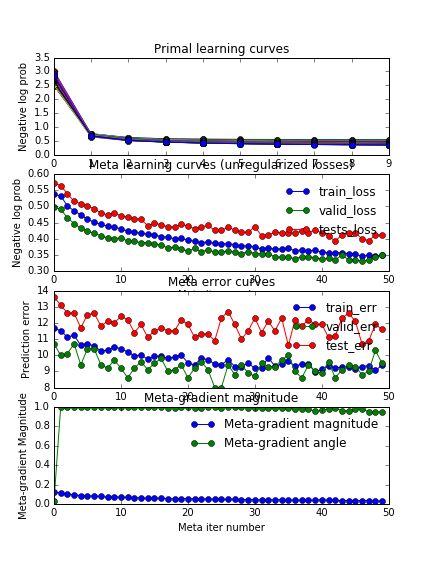 Primal learning curves
Negative log prob
3.5
3.0
2.5
2.0
1.5
1.0
0.5
0.0
0 1 2 3 4 5 6 7 8 9
Meta learning curves (unregularized losses)
Negative log prob
0.60
0.55
0.50
0.45
0.40
0.35
0.30
train_loss
valid_loss
tests_loss
0 10 20 30 40 50
Meta error curves
Prediction error
14
13
12
11
10
9
8
train_err
test_err
0 10 20 30 40 50
Meta-gradient magnitude
Meta-gradient Magnitude
1.0
0.8
0.6
0.4
0.2
0.0
Meta-gradient magnitude
Meta-gradient angle
0 10 20 30 40 50
Meta iter number